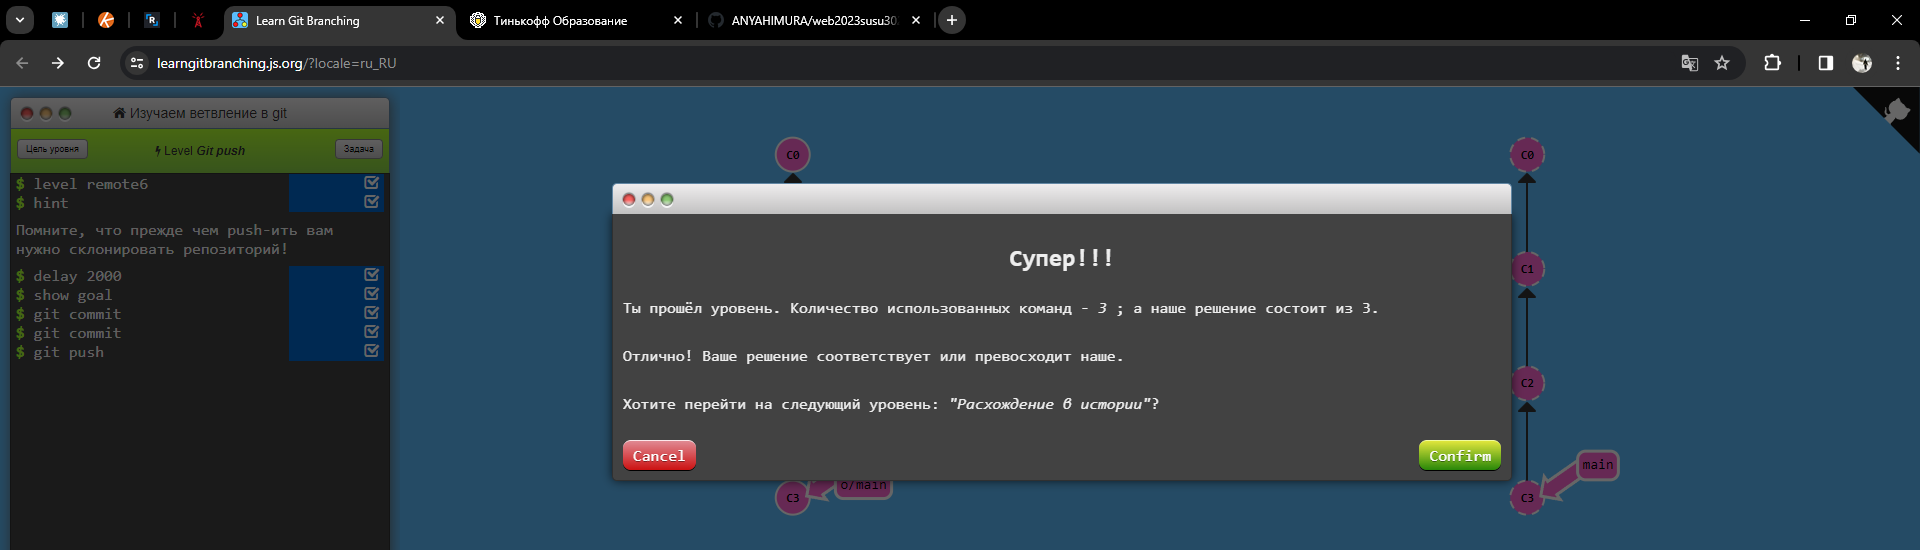 Learn Git Branching
Тинькофф Образование
ANYAHIMURA/web2023susu30
learngitbranching.js.org/?locale=ru_RU
Изучаем ветвление в git
Цель уровня
Level Git push
Задача
$ level remote6
$ hint
Помните, что прежде чем push-ить вам
нужно склонировать репозиторий!
$ delay 2000
$ show goal
$ git commit
$ git commit
$ git push
C0
C0
Супер!!!
Ты прошёл уровень. Количество использованных команд - 3 ; а наше решение состоит из 3.
Отлично! Ваше решение соответствует или превосходит наше.
Хотите перейти на следующий уровень: "Расхождение в истории"?
Cancel
Confirm
C1
C2
main
C3
o/main
C3